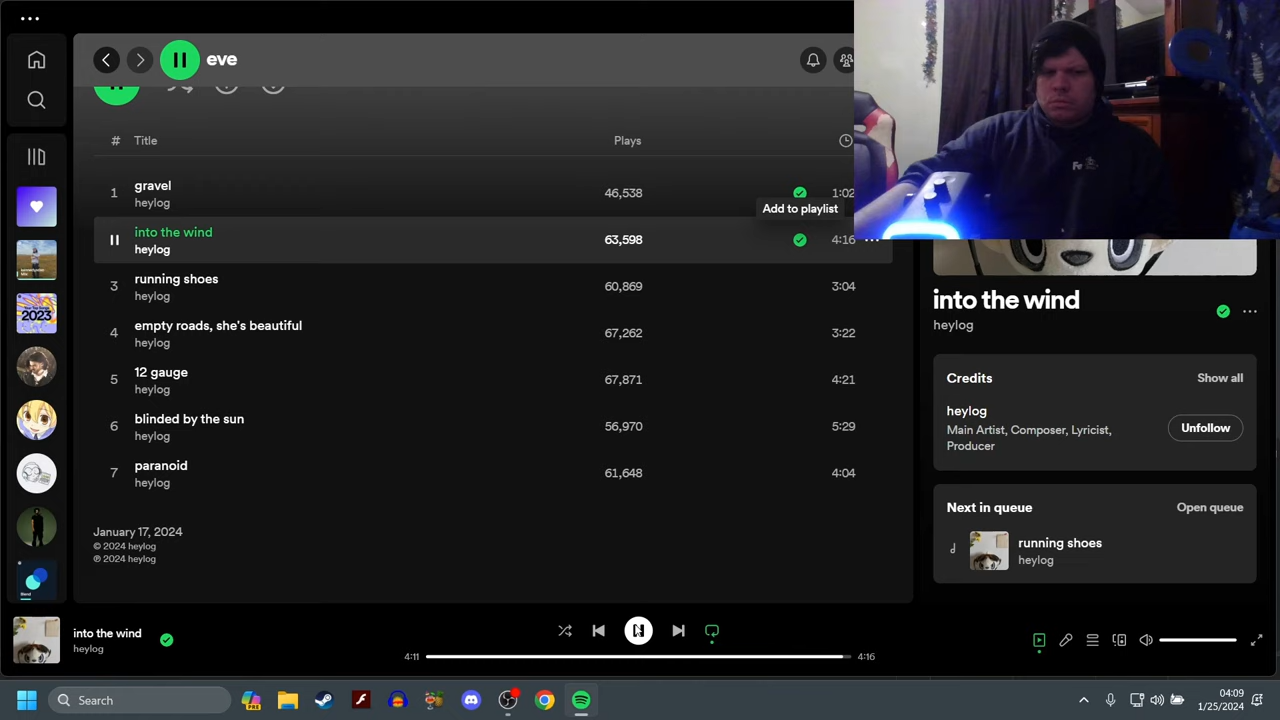 eve
# Title Plays
1 gravel 46,538 1:02
heylog
Add to playlist
into the wind 63,598 4:16
heylog
3 running shoes 60,869 3:04
heylog
4 empty roads, she's beautiful 67,262 3:22
heylog
5 12 gauge 67,871 4:21
heylog
6 blinded by the sun 56,970 5:29
heylog
7 paranoid 61,648 4:04
heylog
January 17, 2024
© 2024 heylog
℗ 2024 heylog
2023
into the wind
heylog
Credits Show all
heylog
Main Artist, Composer, Lyricist,
Producer
Unfollow
Next in queue Open queue
running shoes
heylog
into the wind
heylog
4:11 4:16
Search
PRE
04:09
1/25/2024